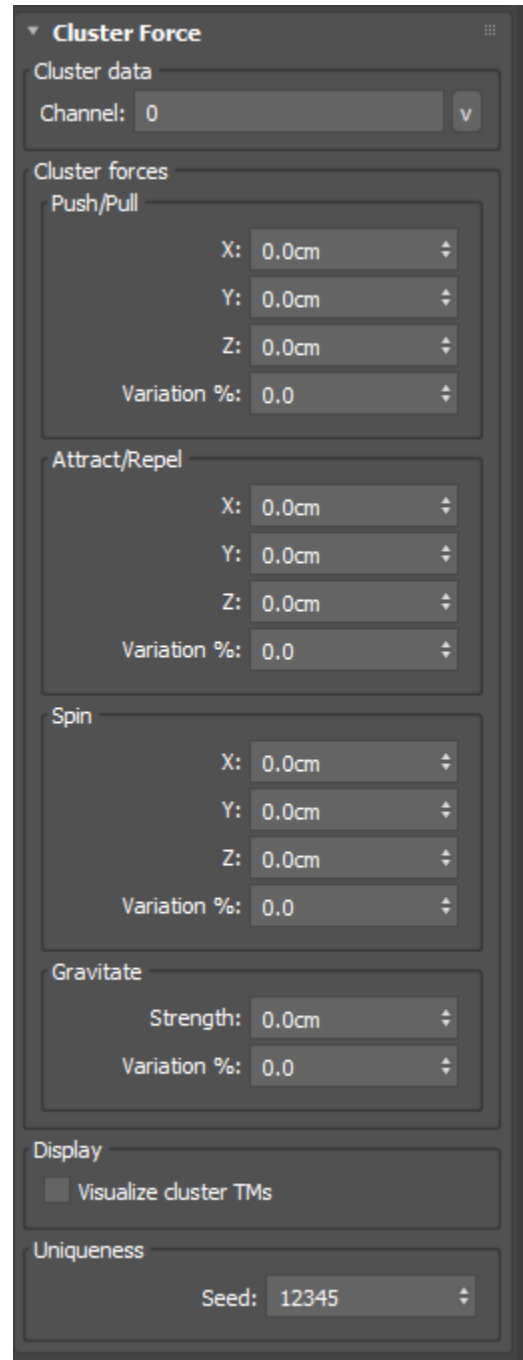 Cluster Force
Cluster data
Channel: 0 v
Cluster forces
Push/Pull
X: 0.0cm
Y: 0.0cm
Z: 0.0cm
Variation %: 0.0
Attract/Repel
X: 0.0cm
Y: 0.0cm
Z: 0.0cm
Variation %: 0.0
Spin
X: 0.0cm
Y: 0.0cm
Z: 0.0cm
Variation %: 0.0
Gravitate
Strength: 0.0cm
Variation %: 0.0
Display
Visualize cluster TMs
Uniqueness
Seed: 12345